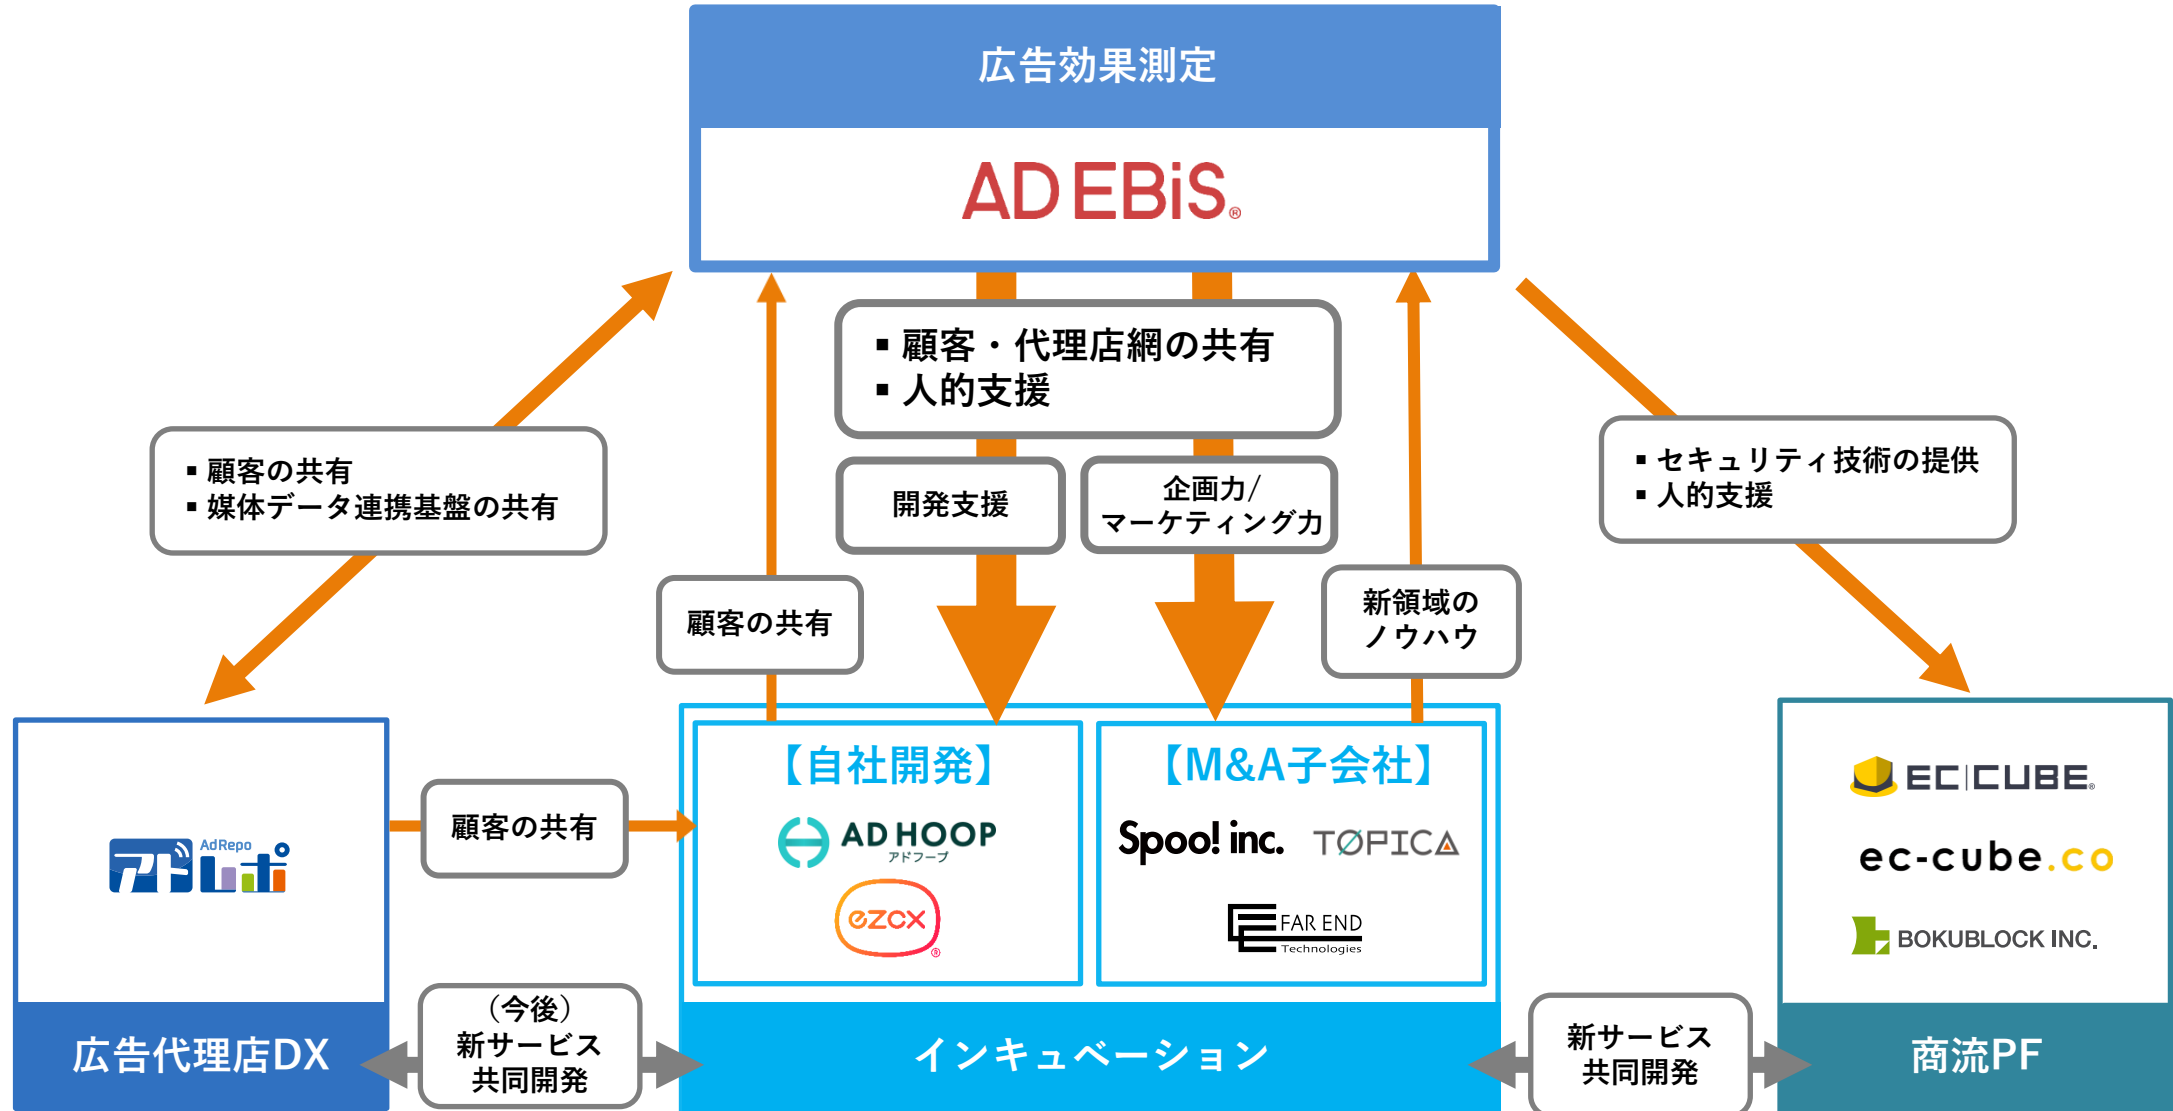 広告効果測定
AD EBiS®
▪ 顧客・代理店網の共有
▪ 人的支援
▪ 顧客の共有
▪ 媒体データ連携基盤の共有
開発支援
企画力/
マーケティング力
▪ セキュリティ技術の提供
▪ 人的支援
顧客の共有
新領域の
ノウハウ
【自社開発】
【M&A子会社】
顧客の共有
アドレポ
AdRepo
AD HOOP
アドフープ
ezcx®
Spoo! inc.
TØPICA
FAR END
Technologies
EC|CUBE®
ec-cube.co
BOKUBLOCK INC.
広告代理店DX
（今後）
新サービス
共同開発
インキュベーション
新サービス
共同開発
商流PF